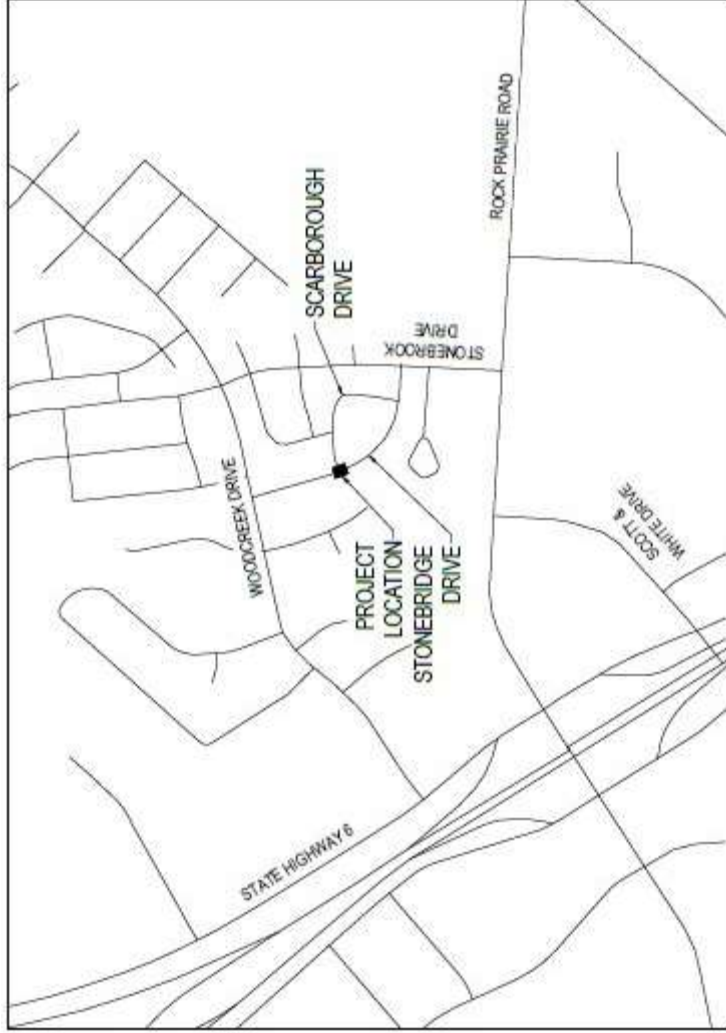 ROCK PRAIRIE ROAD
SCARBOROUGH
DRIVE
STONEBROOK
DRIVE
WOODCREEK DRIVE
PROJECT
LOCATION
STONEBRIDGE
DRIVE
SCOTT &
WHITE DRIVE
STATE HIGHWAY 6